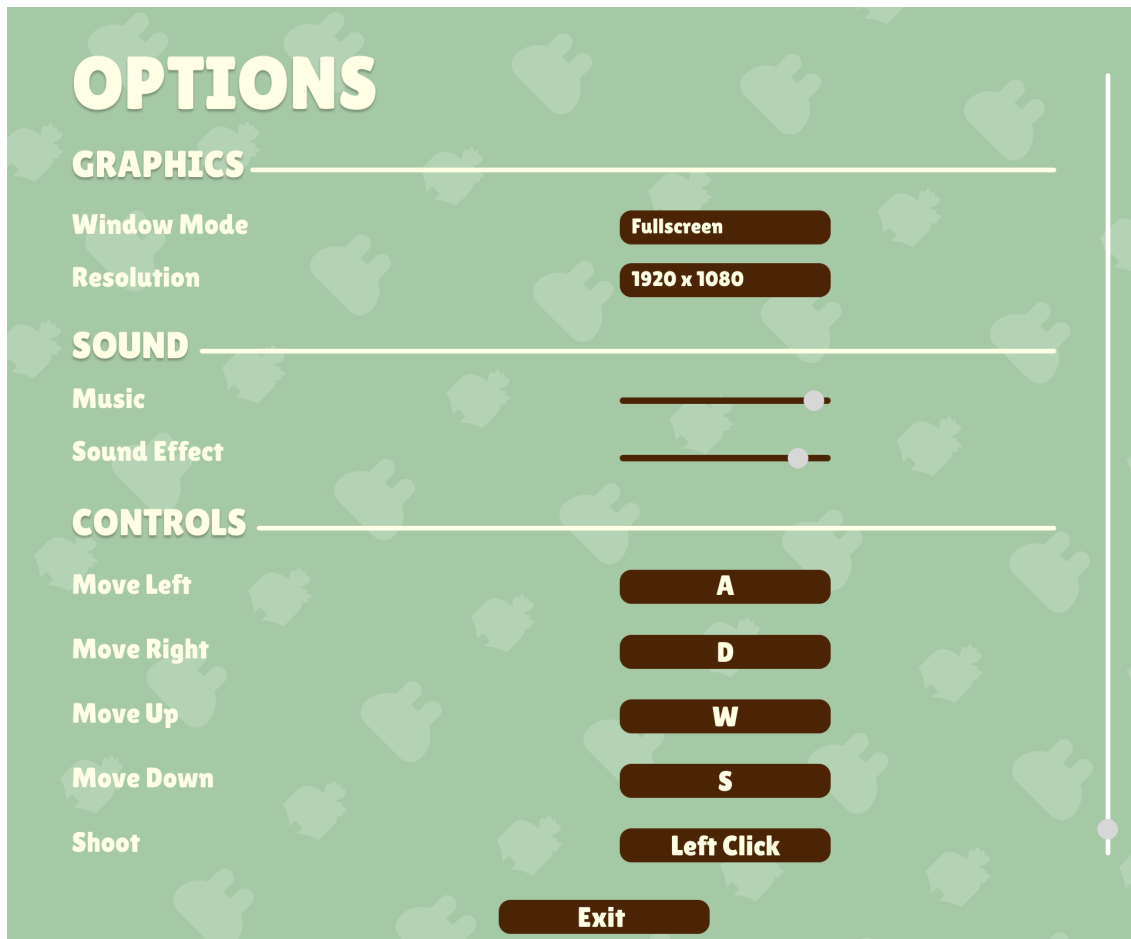 OPTIONS
GRAPHICS
Window Mode
Fullscreen
Resolution
1920 x 1080
SOUND
Music
Sound Effect
CONTROLS
Move Left
A
Move Right
D
Move Up
W
Move Down
S
Shoot
Left Click
Exit